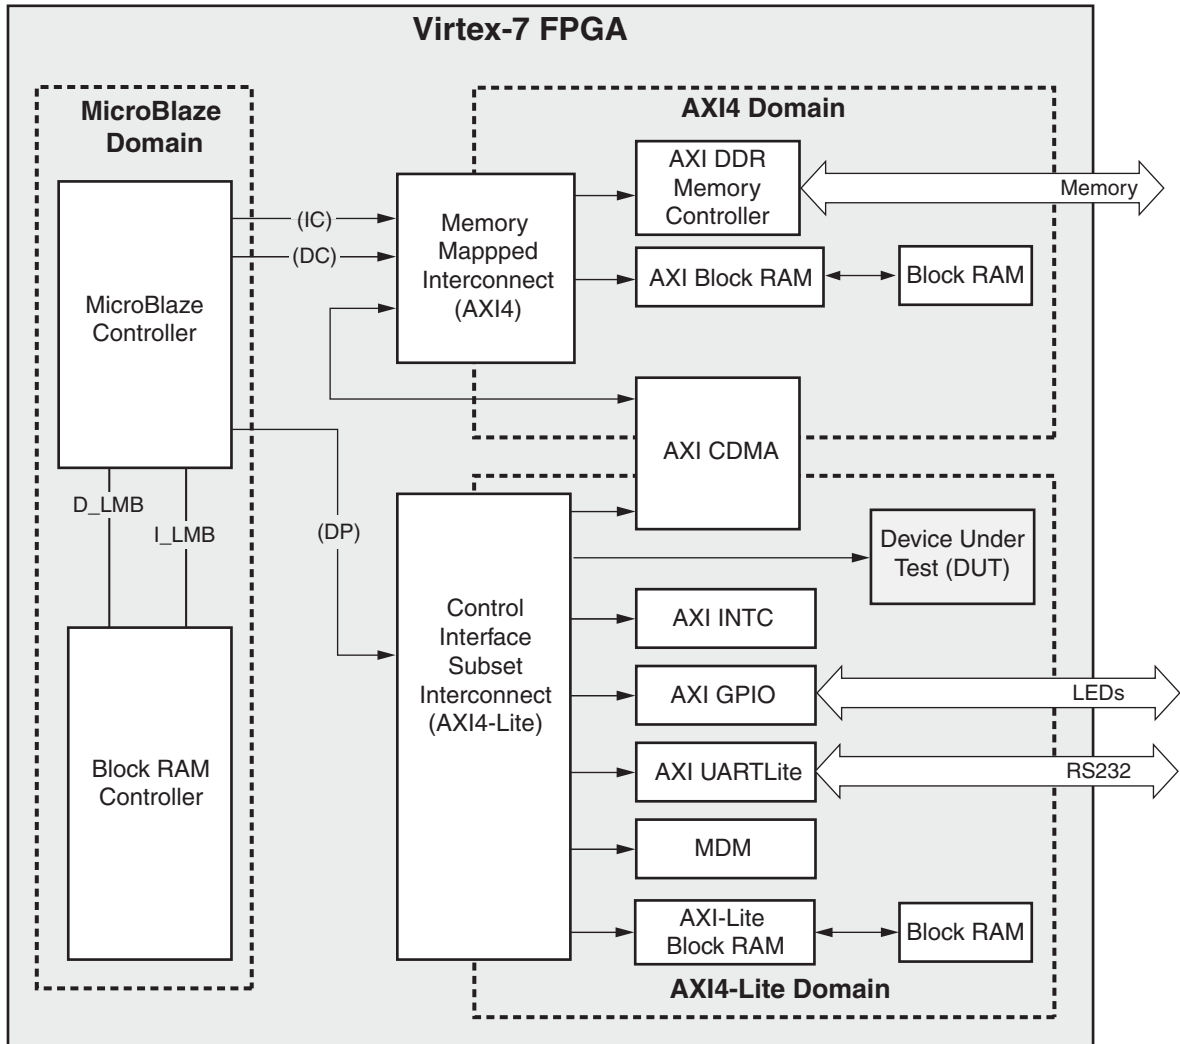 Virtex-7 FPGA
MicroBlaze
Domain
MicroBlaze
Controller
D_LMB
I_LMB
Block RAM
Controller
(IC)
(DC)
(DP)
Memory
Mappped
Interconnect
(AXI4)
AXI4 Domain
AXI DDR
Memory
Controller
Memory
AXI Block RAM
Block RAM
AXI CDMA
Control
Interface
Subset
Interconnect
(AXI4-Lite)
Device Under
Test (DUT)
AXI INTC
AXI GPIO
LEDs
AXI UARTLite
RS232
MDM
AXI-Lite
Block RAM
Block RAM
AXI4-Lite Domain